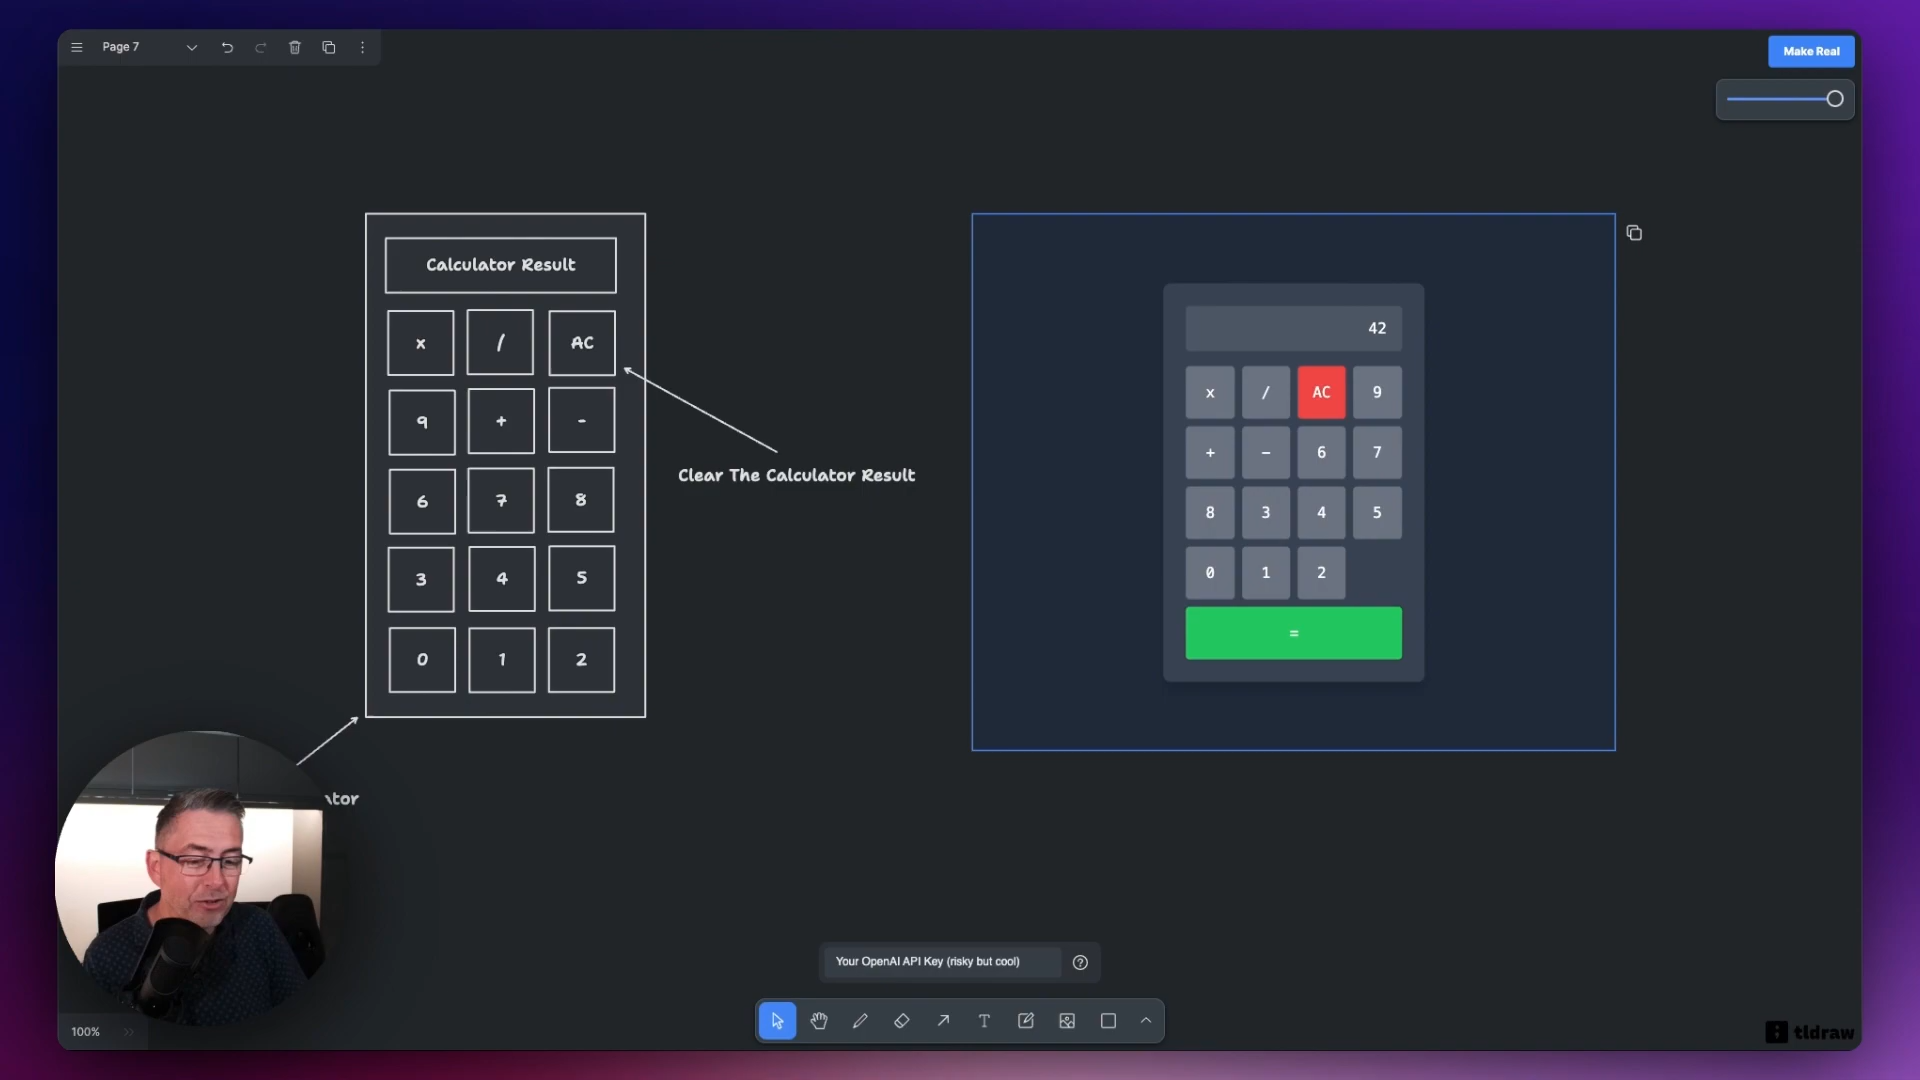 Page 7
Make Real
Calculator Result
x / AC
9 + -
6 7 8
3 4 5
0 1 2
Clear The Calculator Result
42
x / AC 9
+ − 6 7
8 3 4 5
0 1 2
=
Your OpenAI API Key (risky but cool)
100%
tldraw